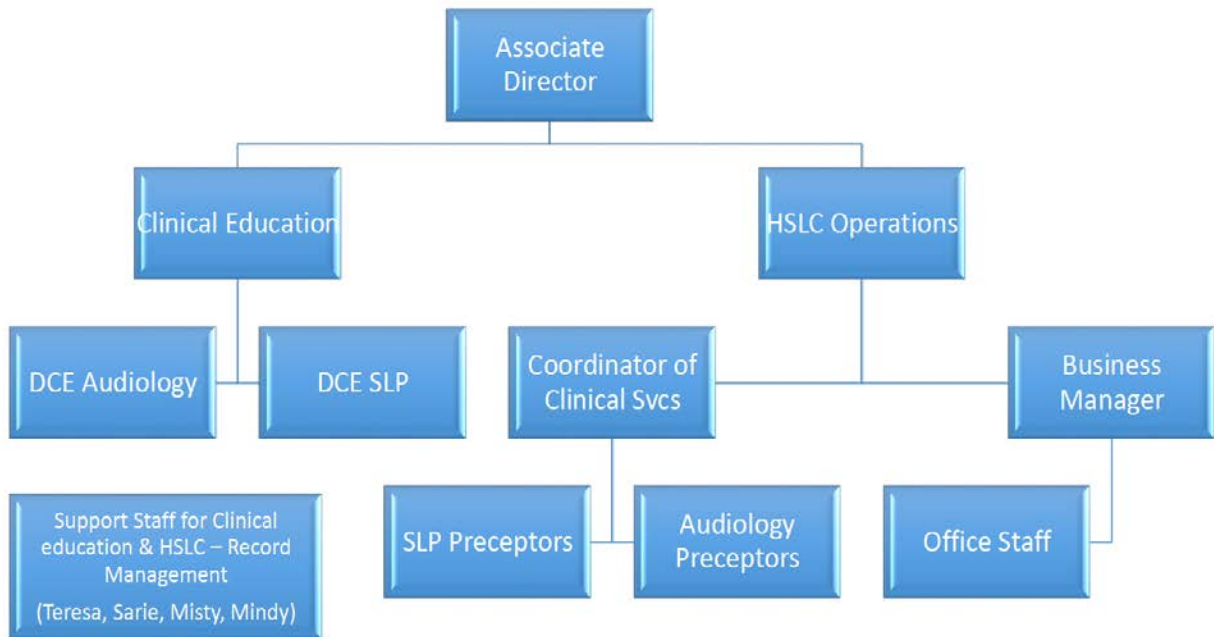 Associate
Director
Clinical Education
HSLC Operations
DCE Audiology
DCE SLP
Coordinator of
Clinical Svcs
Business
Manager
Support Staff for Clinical
education & HSLC – Record
Management
(Teresa, Sarie, Misty, Mindy)
SLP Preceptors
Audiology
Preceptors
Office Staff